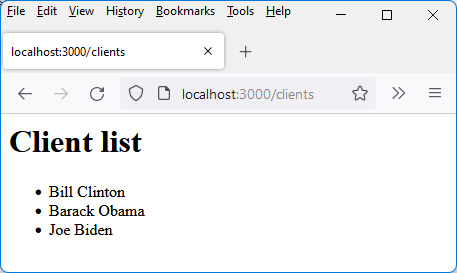 File Edit View History Bookmarks Tools Help
localhost:3000/clients
localhost:3000/clients
Client list
Bill Clinton
Barack Obama
Joe Biden